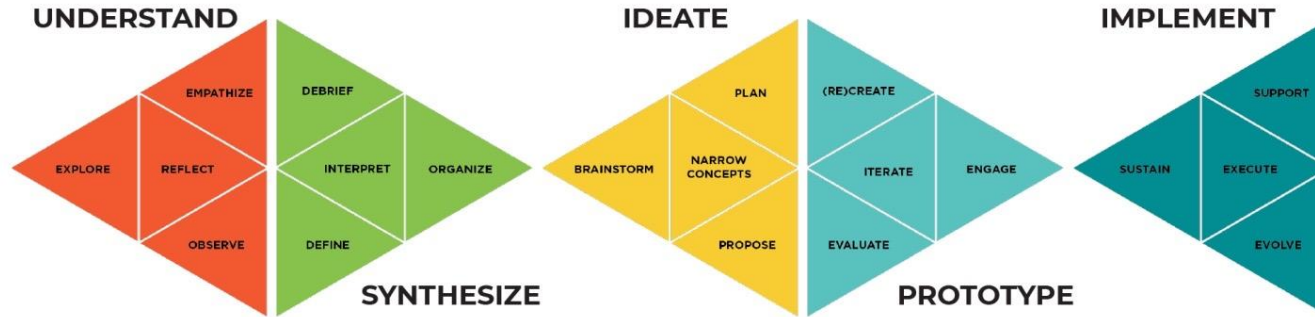 UNDERSTAND
IDEATE
IMPLEMENT
EMPATHIZE
EXPLORE
REFLECT
OBSERVE
DEBRIEF
INTERPRET
ORGANIZE
DEFINE
SYNTHESIZE
PLAN
BRAINSTORM
NARROW
CONCEPTS
PROPOSE
(RE)CREATE
ITERATE
ENGAGE
EVALUATE
PROTOTYPE
SUPPORT
SUSTAIN
EXECUTE
EVOLVE